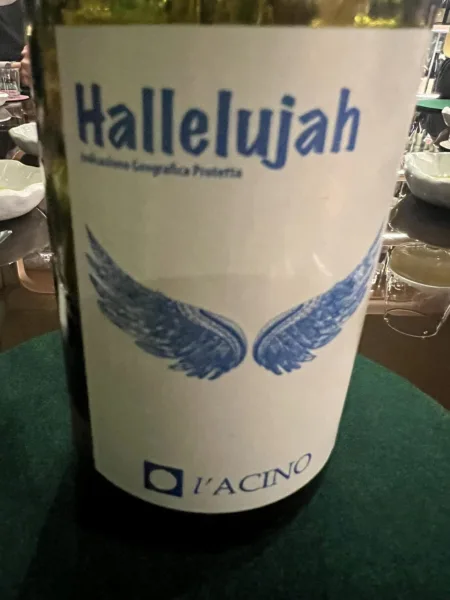 Hallelujah
Indicazione Geografica Protetta
l'ACINO